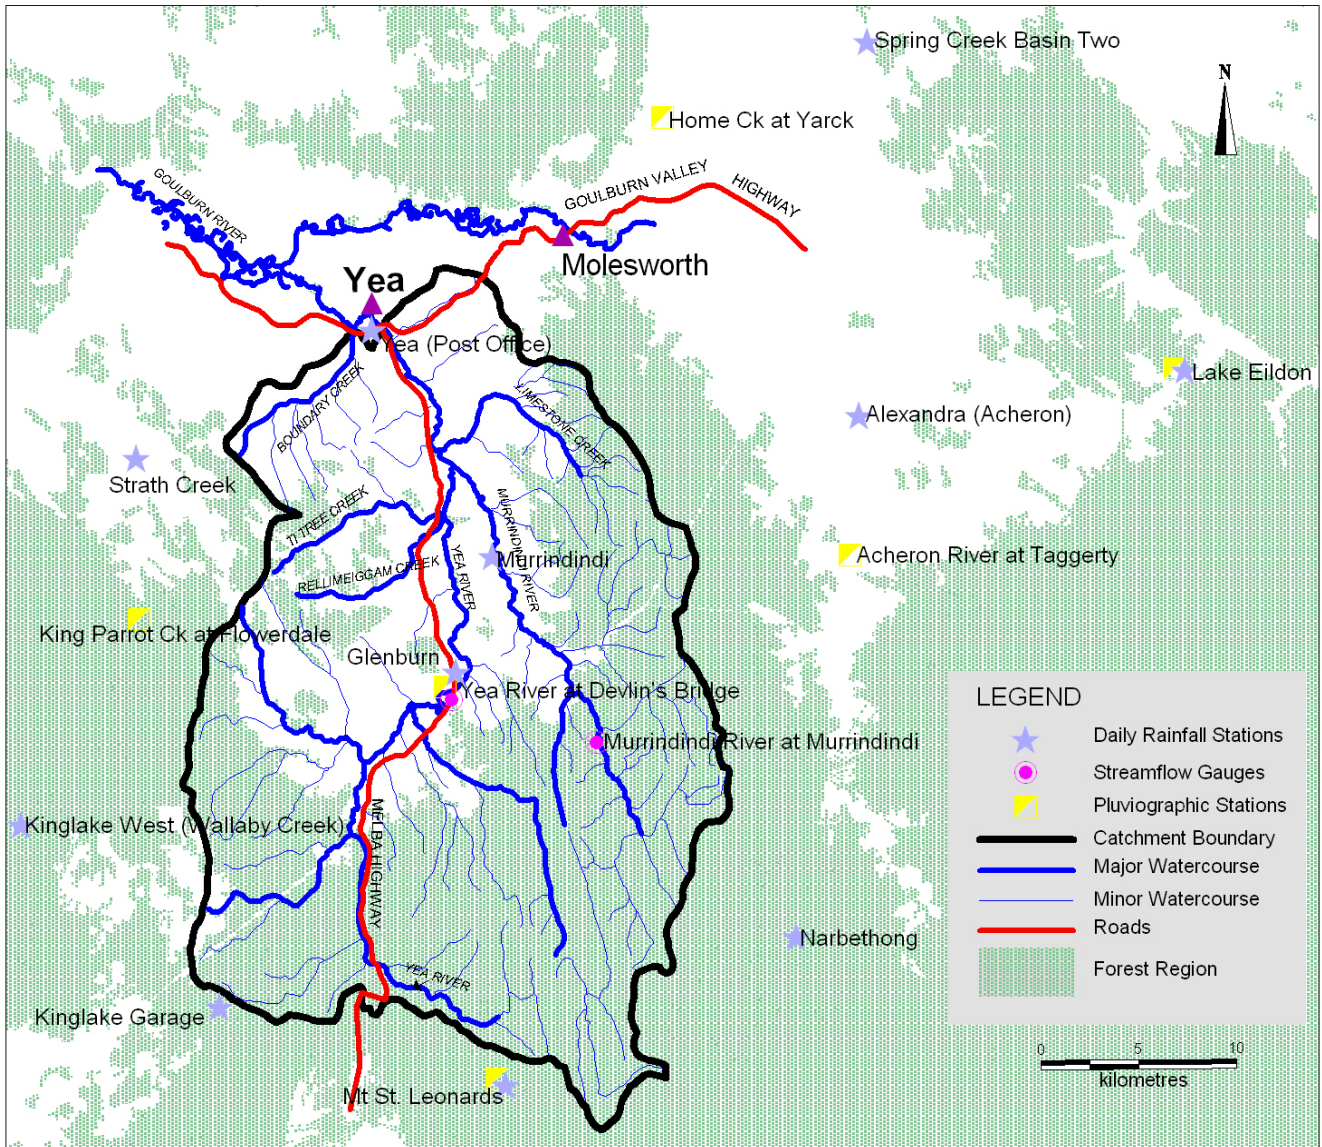 Spring Creek Basin Two
N
Home Ck at Yarck
GOULBURN RIVER
GOULBURN VALLEY
HIGHWAY
Molesworth
Yea
Yea (Post Office)
Lake Eildon
BOUNDARY CREEK
LIMESTONE CREEK
Alexandra (Acheron)
Strath Creek
TI TREE CREEK
MURRINDINDI RIVER
YEA RIVER
Murrindindi
Acheron River at Taggerty
RELLIMEIGGAM CREEK
King Parrot Ck at Flowerdale
Glenburn
Yea River at Devlin's Bridge
Murrindindi River at Murrindindi
Kinglake West (Wallaby Creek)
MELBA HIGHWAY
Narbethong
YEA RIVER
Kinglake Garage
Mt St. Leonards
LEGEND
Daily Rainfall Stations
Streamflow Gauges
Pluviographic Stations
Catchment Boundary
Major Watercourse
Minor Watercourse
Roads
Forest Region
0 5 10
kilometres